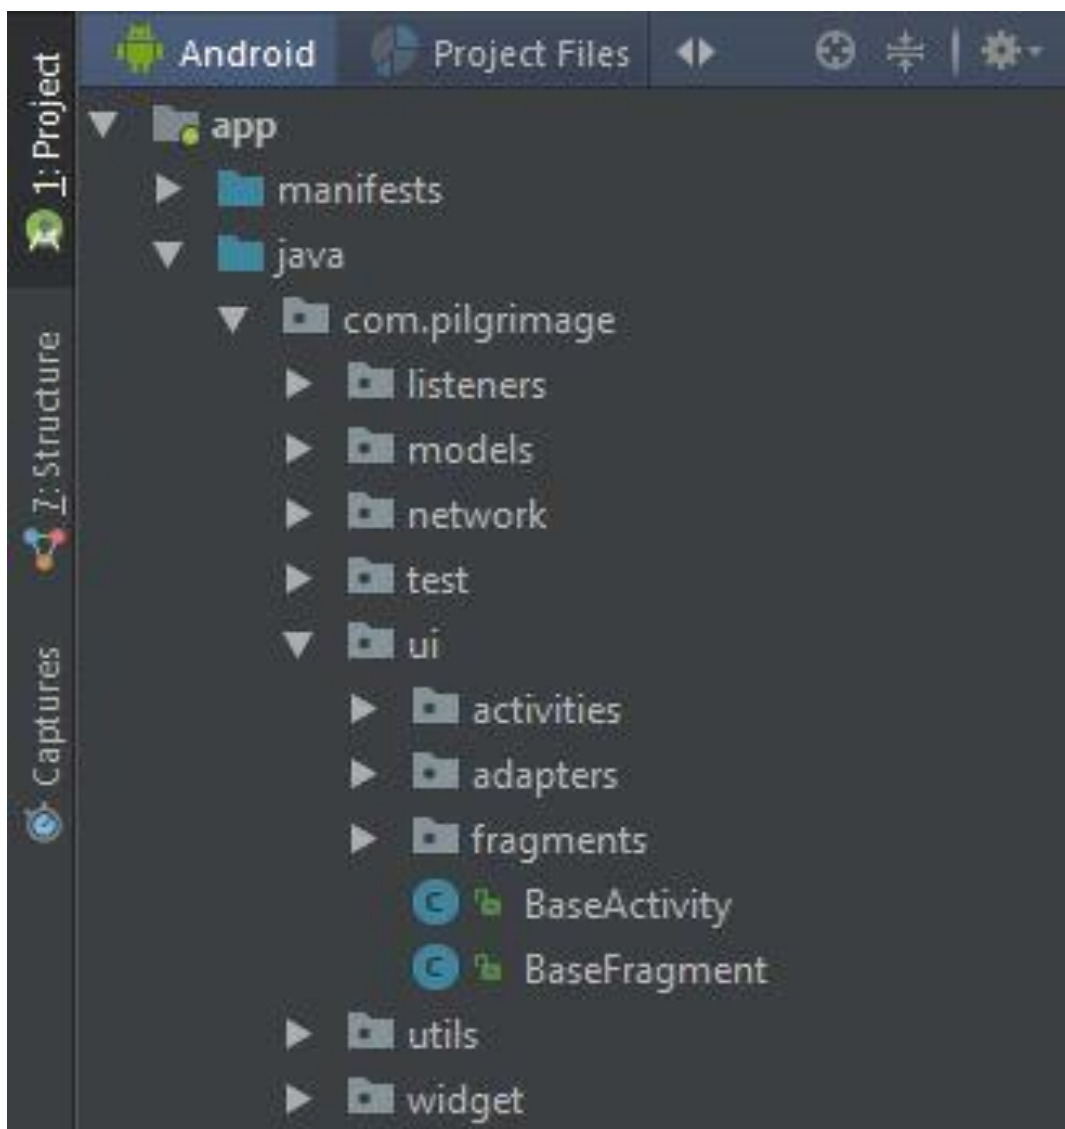 Android Project Files
1: Project
7: Structure
Captures
app
manifests
java
com.pilgrimage
listeners
models
network
test
ui
activities
adapters
fragments
C BaseActivity
C BaseFragment
utils
widget